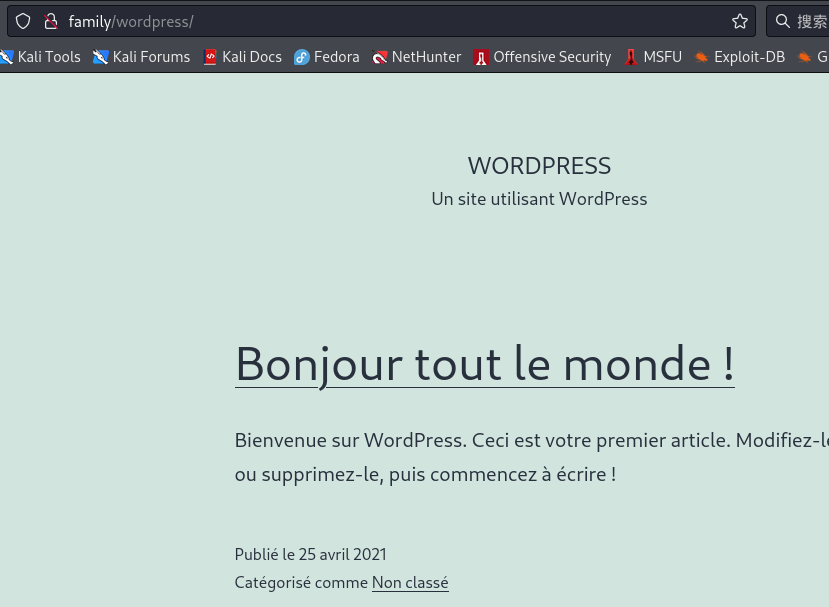 family/wordpress/ 搜索
Kali Tools Kali Forums Kali Docs Fedora NetHunter Offensive Security MSFU Exploit-DB G
WORDPRESS
Un site utilisant WordPress
Bonjour tout le monde !
Bienvenue sur WordPress. Ceci est votre premier article. Modifiez-le
ou supprimez-le, puis commencez à écrire !
Publié le 25 avril 2021
Catégorisé comme Non classé